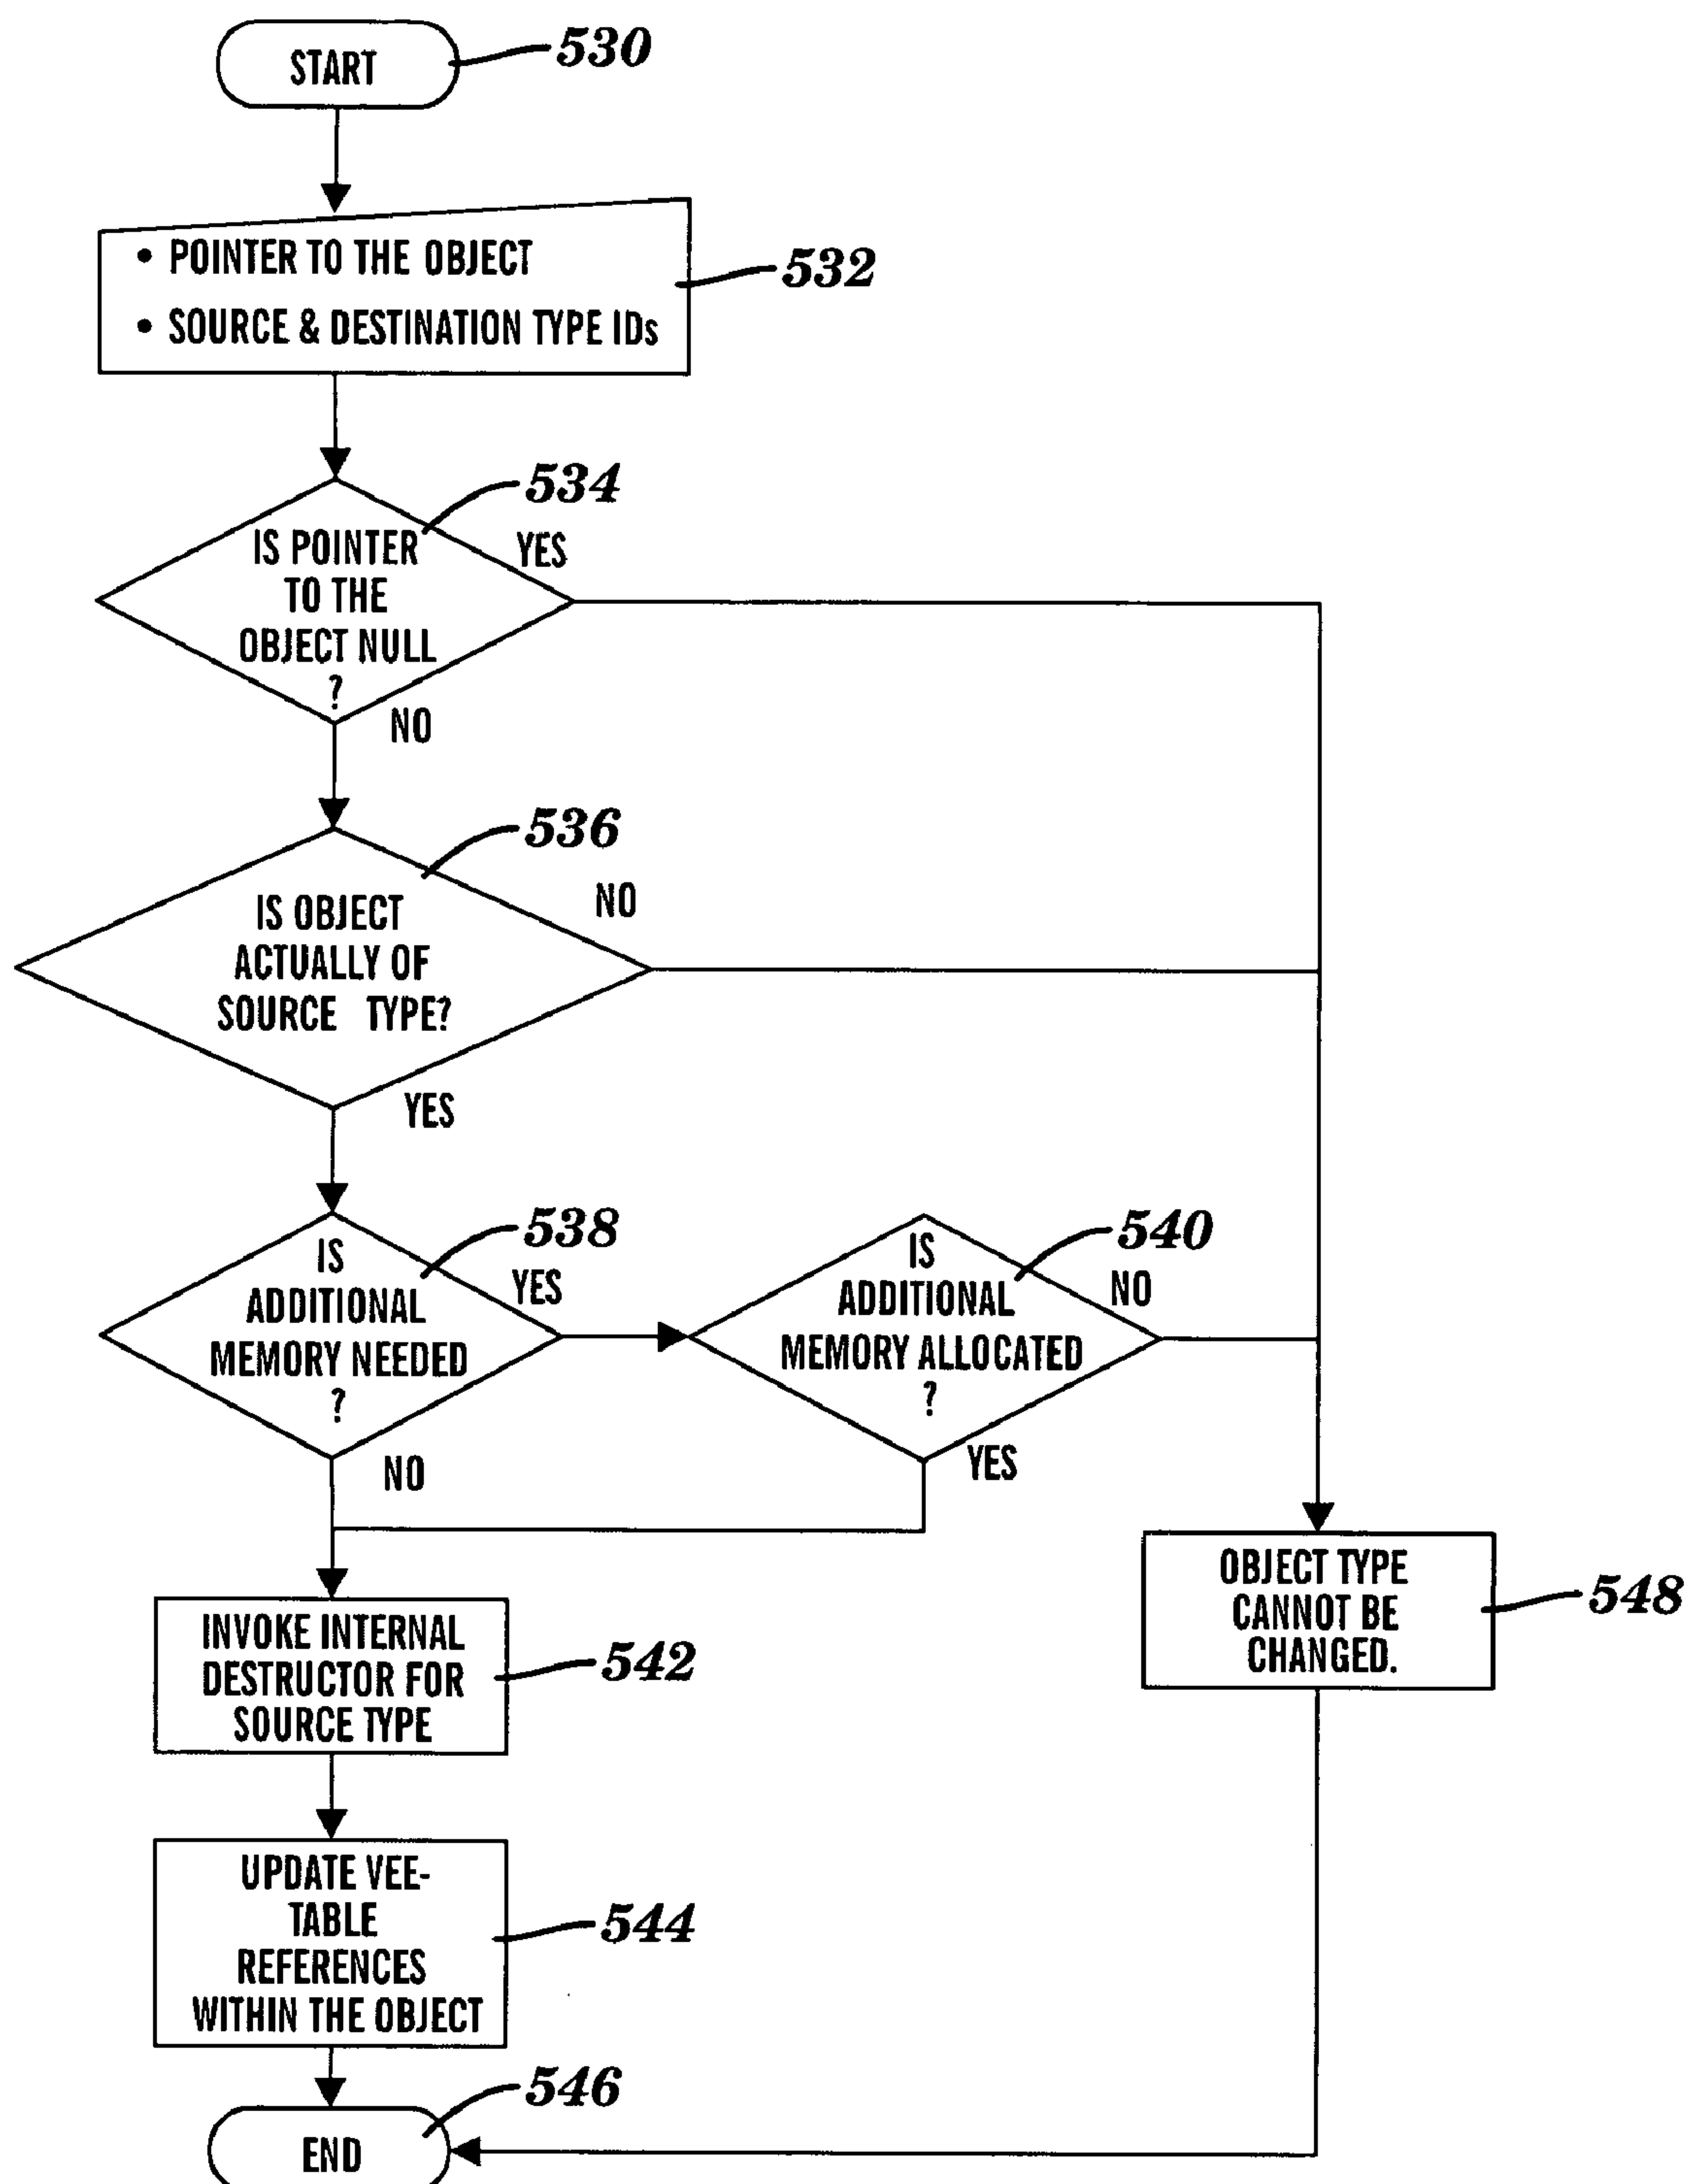 START
530
• POINTER TO THE OBJECT
• SOURCE & DESTINATION TYPE IDs
532
534
IS POINTER
TO THE
OBJECT NULL
?
YES
NO
536
IS OBJECT
ACTUALLY OF
SOURCE TYPE?
NO
YES
538
IS
ADDITIONAL
MEMORY NEEDED
?
YES
NO
540
IS
ADDITIONAL
MEMORY ALLOCATED
?
NO
YES
INVOKE INTERNAL
DESTRUCTOR FOR
SOURCE TYPE
542
OBJECT TYPE
CANNOT BE
CHANGED.
548
UPDATE VEE-
TABLE
REFERENCES
WITHIN THE OBJECT
544
546
END